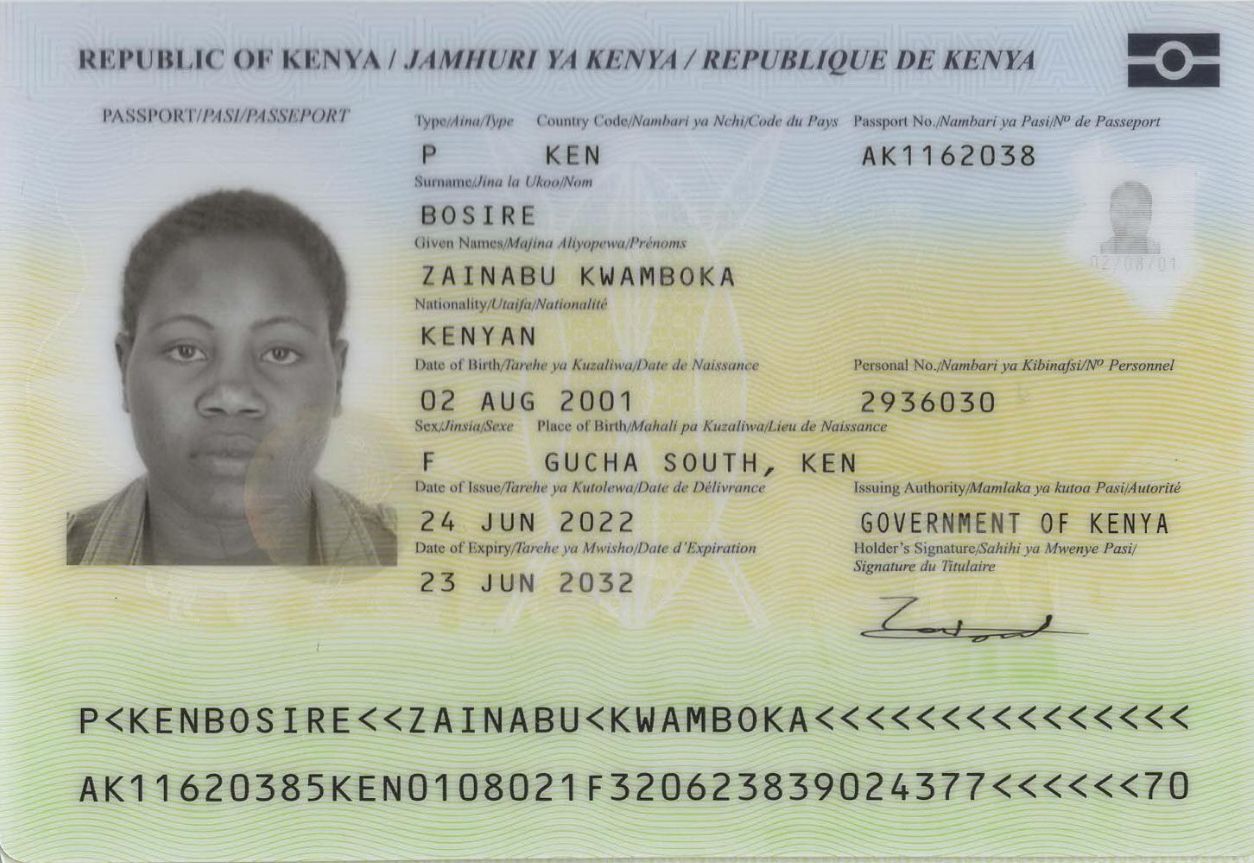 REPUBLIC OF KENYA / JAMHURI YA KENYA / REPUBLIQUE DE KENYA
PASSPORT/PASI/PASSEPORT
Type/Aina/Type Country Code/Nambari ya Nchi/Code du Pays Passport No./Nambari ya Pasi/Nº de Passeport
P KEN AK1162038
Surname/Jina la Ukoo/Nom
BOSIRE
Given Names/Majina Aliyopewa/Prénoms
02/08/01
ZAINABU KWAMBOKA
Nationality/Utaifa/Nationalité
KENYAN
Date of Birth/Tarehe ya Kuzaliwa/Date de Naissance Personal No./Nambari ya Kibinafsi/Nº Personnel
02 AUG 2001 2936030
Sex/Jinsia/Sexe Place of Birth/Mahali pa Kuzaliwa/Lieu de Naissance
F GUCHA SOUTH, KEN
Date of Issue/Tarehe ya Kutolewa/Date de Délivrance Issuing Authority/Mamlaka ya kutoa Pasi/Autorité
24 JUN 2022 GOVERNMENT OF KENYA
Date of Expiry/Tarehe ya Mwisho/Date d'Expiration Holder's Signature/Sahihi ya Mwenye Pasi/
Signature du Titulaire
23 JUN 2032
P<KENBOSIRE<<ZAINABU<KWAMBOKA<<<<<<<<<<<<<<<
AK11620385KEN0108021F320623839024377<<<<<<70